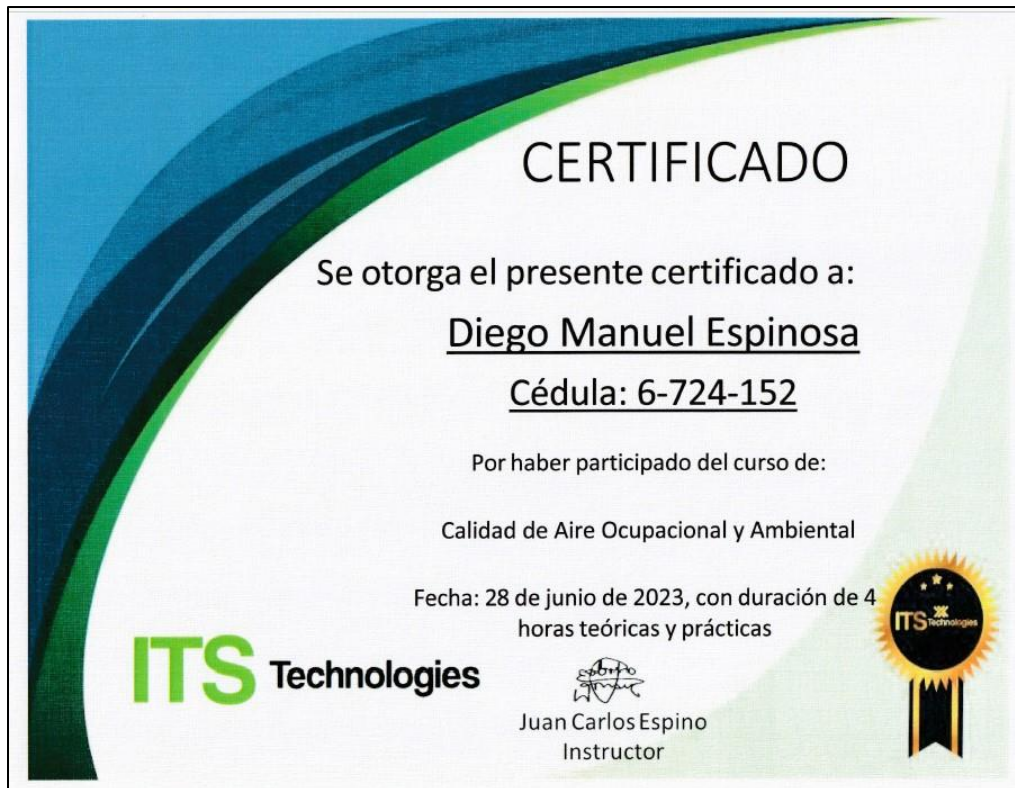 CERTIFICADO
Se otorga el presente certificado a:
Diego Manuel Espinosa
Cédula: 6-724-152
Por haber participado del curso de:
Calidad de Aire Ocupacional y Ambiental
Fecha: 28 de junio de 2023, con duración de 4
horas teóricas y prácticas
ITS Technologies
ITS Technologies
Juan Carlos Espino
Instructor